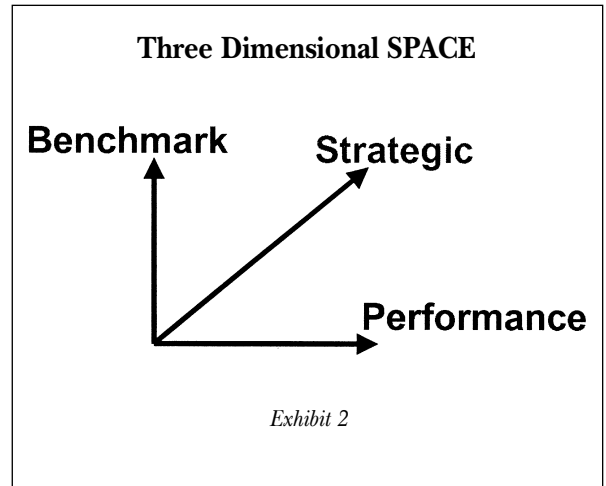 Three Dimensional SPACE
Benchmark
Strategic
Performance
Exhibit 2